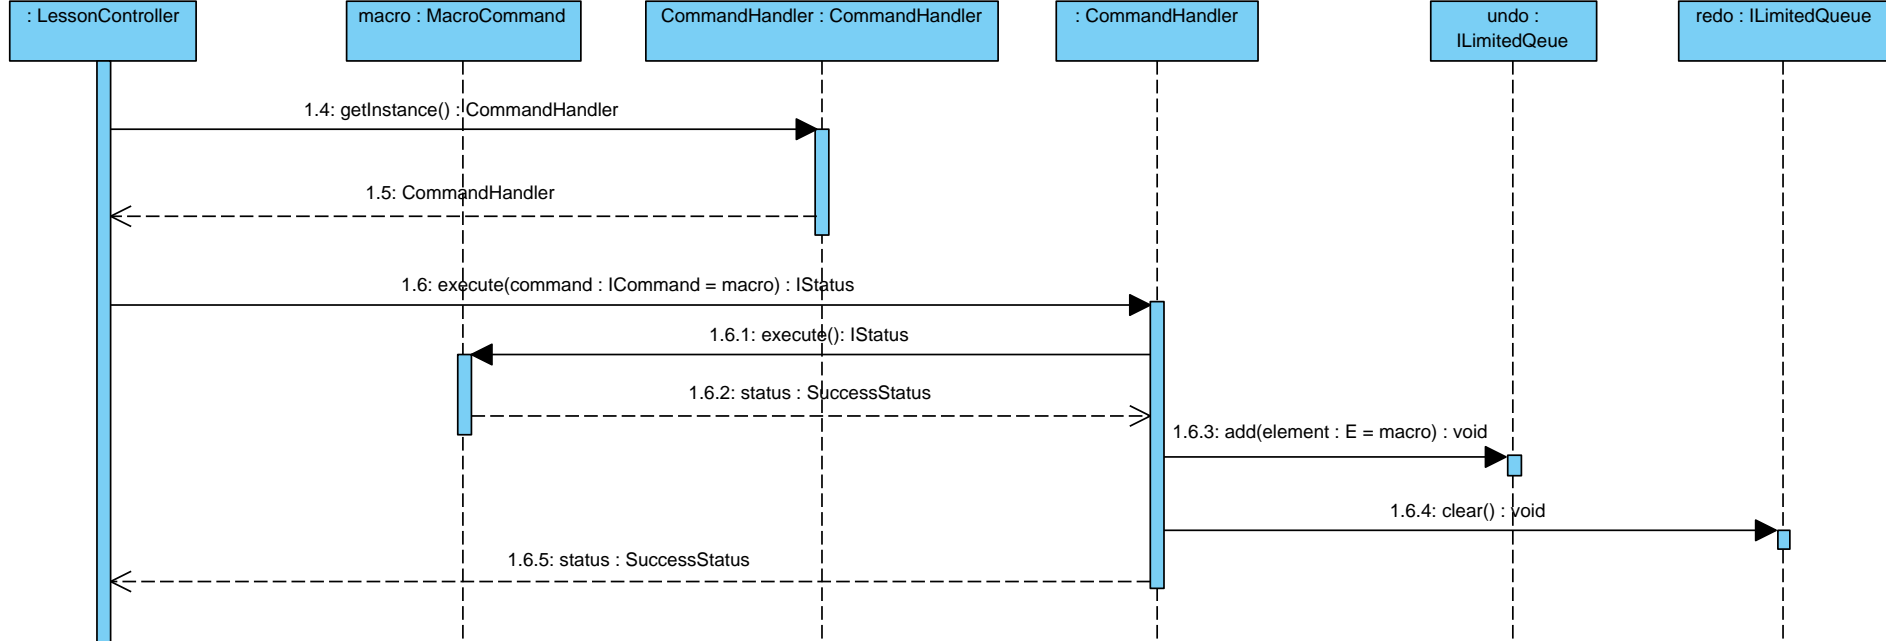 : LessonController
macro : MacroCommand
CommandHandler : CommandHandler
: CommandHandler
undo :
ILimitedQeue
redo : ILimitedQueue
1.4: getInstance() : CommandHandler
1.5: CommandHandler
1.6: execute(command : ICommand = macro) : IStatus
1.6.1: execute(): IStatus
1.6.2: status : SuccessStatus
1.6.3: add(element : E = macro) : void
1.6.4: clear() : void
1.6.5: status : SuccessStatus